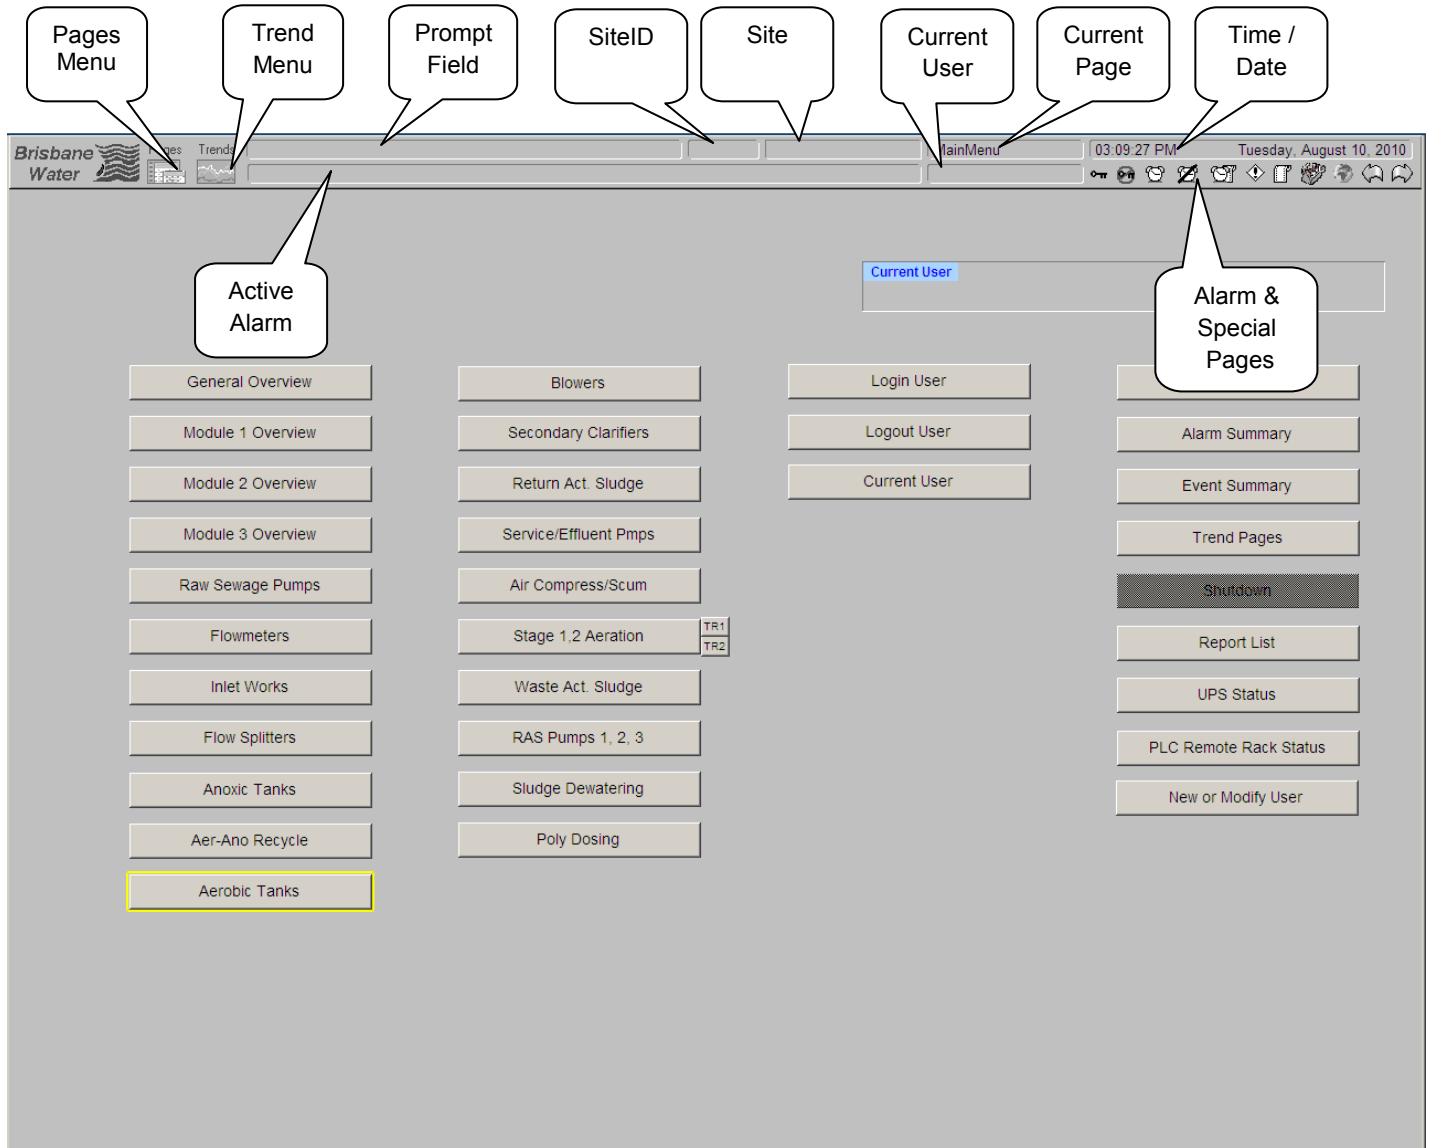 Pages
Menu
Trend
Menu
Prompt
Field
SiteID
Site
Current
User
Current
Page
Time /
Date
Brisbane
Water
Pages
Trends
MainMenu
03:09:27 PM
Tuesday, August 10, 2010
Active
Alarm
Current User
Alarm &
Special
Pages
General Overview
Module 1 Overview
Module 2 Overview
Module 3 Overview
Raw Sewage Pumps
Flowmeters
Inlet Works
Flow Splitters
Anoxic Tanks
Aer-Ano Recycle
Aerobic Tanks
Blowers
Secondary Clarifiers
Return Act. Sludge
Service/Effluent Pmps
Air Compress/Scum
Stage 1,2 Aeration
TR1
TR2
Waste Act. Sludge
RAS Pumps 1, 2, 3
Sludge Dewatering
Poly Dosing
Login User
Logout User
Current User
Alarm Summary
Event Summary
Trend Pages
Shutdown
Report List
UPS Status
PLC Remote Rack Status
New or Modify User